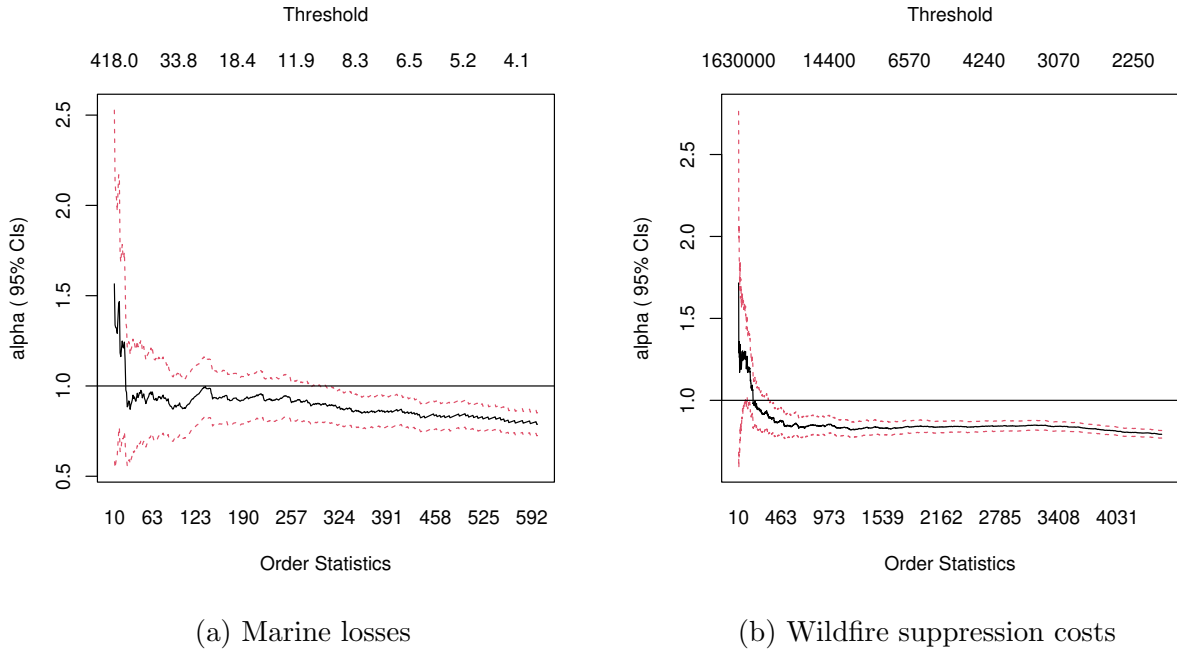 Threshold
418.0 33.8 18.4 11.9 8.3 6.5 5.2 4.1
alpha ( 95% CIs)
2.5
2.0
1.5
1.0
0.5
10 63 123 190 257 324 391 458 525 592
Order Statistics
(a) Marine losses
Threshold
1630000 14400 6570 4240 3070 2250
alpha ( 95% CIs)
2.5
2.0
1.5
1.0
10 463 973 1539 2162 2785 3408 4031
Order Statistics
(b) Wildfire suppression costs